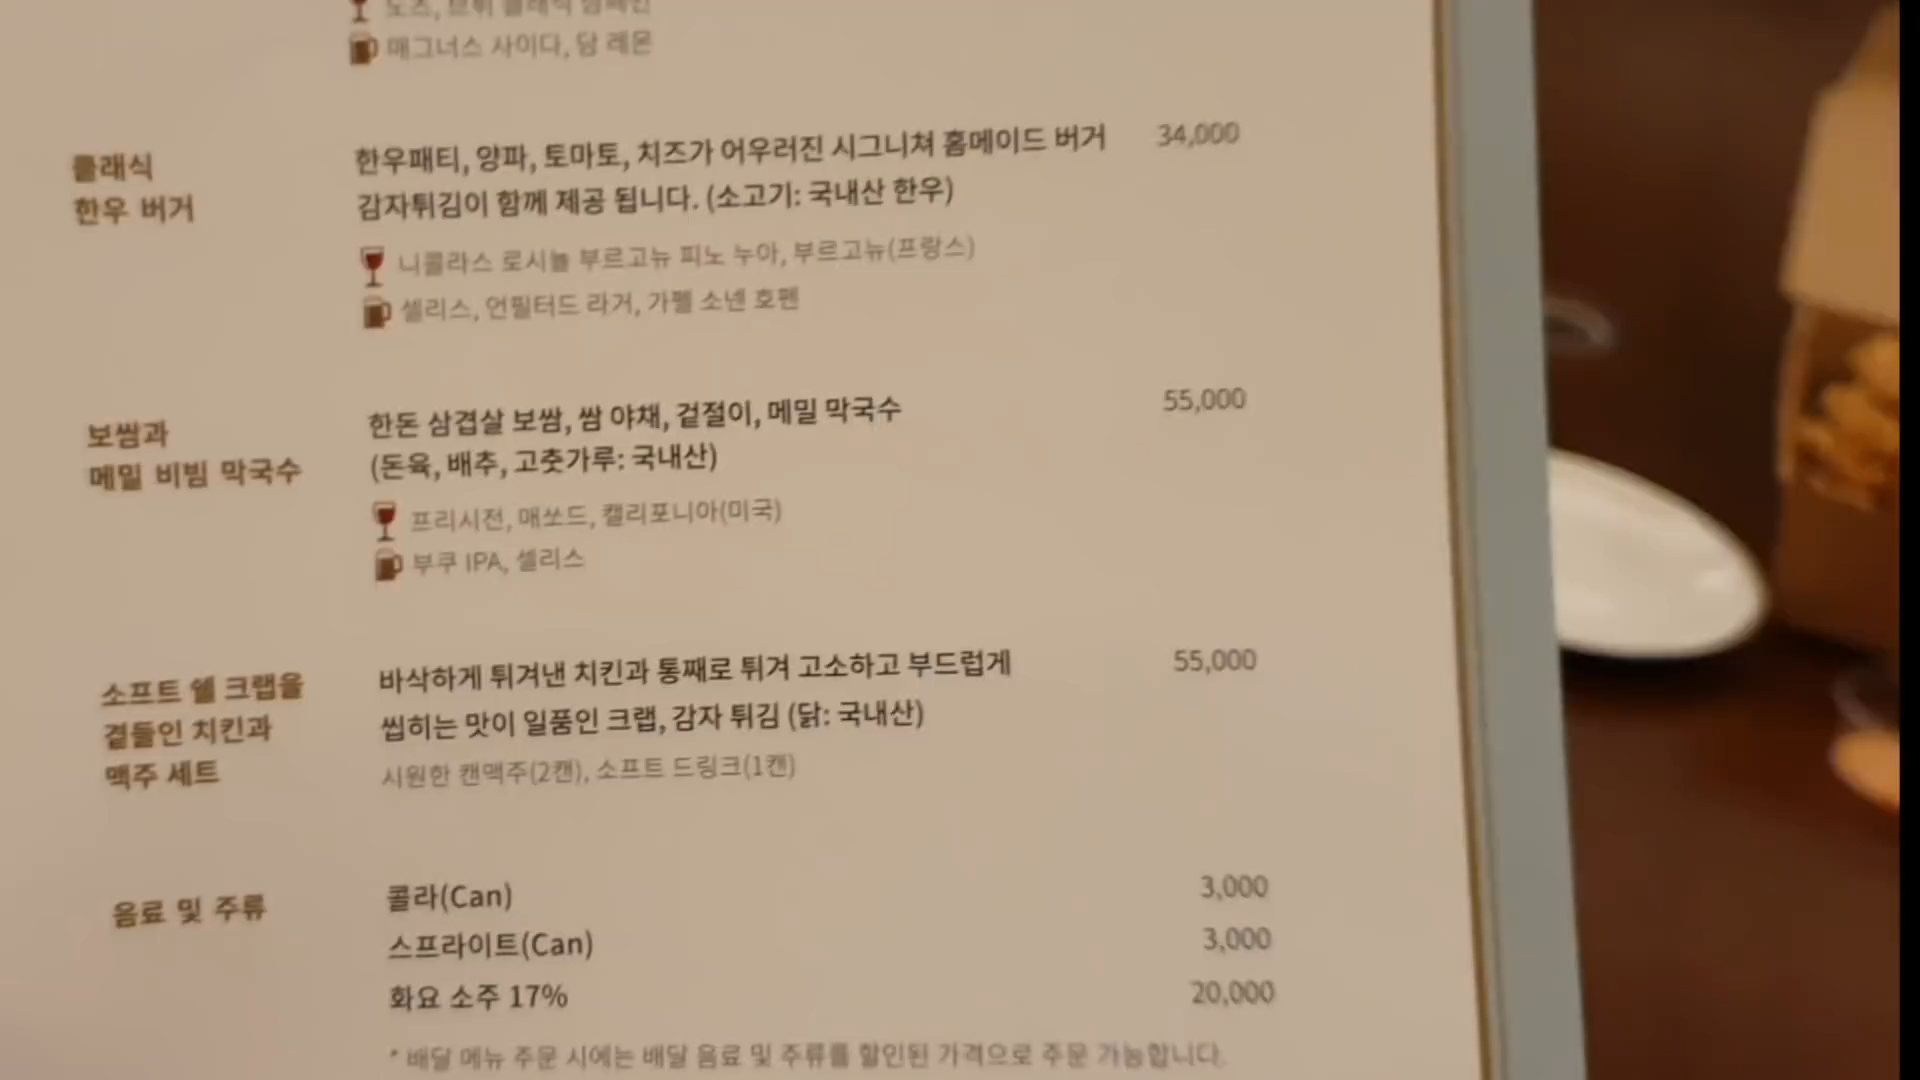 매그너스 사이다, 담 레몬
클래식
한우 버거
한우패티, 양파, 토마토, 치즈가 어우러진 시그니쳐 홈메이드 버거 34,000
감자튀김이 함께 제공 됩니다. (소고기: 국내산 한우)
니콜라스 로시뇰 부르고뉴 피노 누아, 부르고뉴(프랑스)
셀리스, 언필터드 라거, 가펠 소넨 호펜
보쌈과
메밀 비빔 막국수
한돈 삼겹살 보쌈, 쌈 야채, 겉절이, 메밀 막국수 55,000
(돈육, 배추, 고춧가루: 국내산)
프리시전, 매쏘드, 캘리포니아(미국)
부쿠 IPA, 셀리스
소프트 쉘 크랩을
곁들인 치킨과
맥주 세트
바삭하게 튀겨낸 치킨과 통째로 튀겨 고소하고 부드럽게 55,000
씹히는 맛이 일품인 크랩, 감자 튀김 (닭: 국내산)
시원한 캔맥주(2캔), 소프트 드링크(1캔)
음료 및 주류
콜라(Can) 3,000
스프라이트(Can) 3,000
화요 소주 17% 20,000
* 배달 메뉴 주문 시에는 배달 음료 및 주류를 할인된 가격으로 주문 가능합니다.